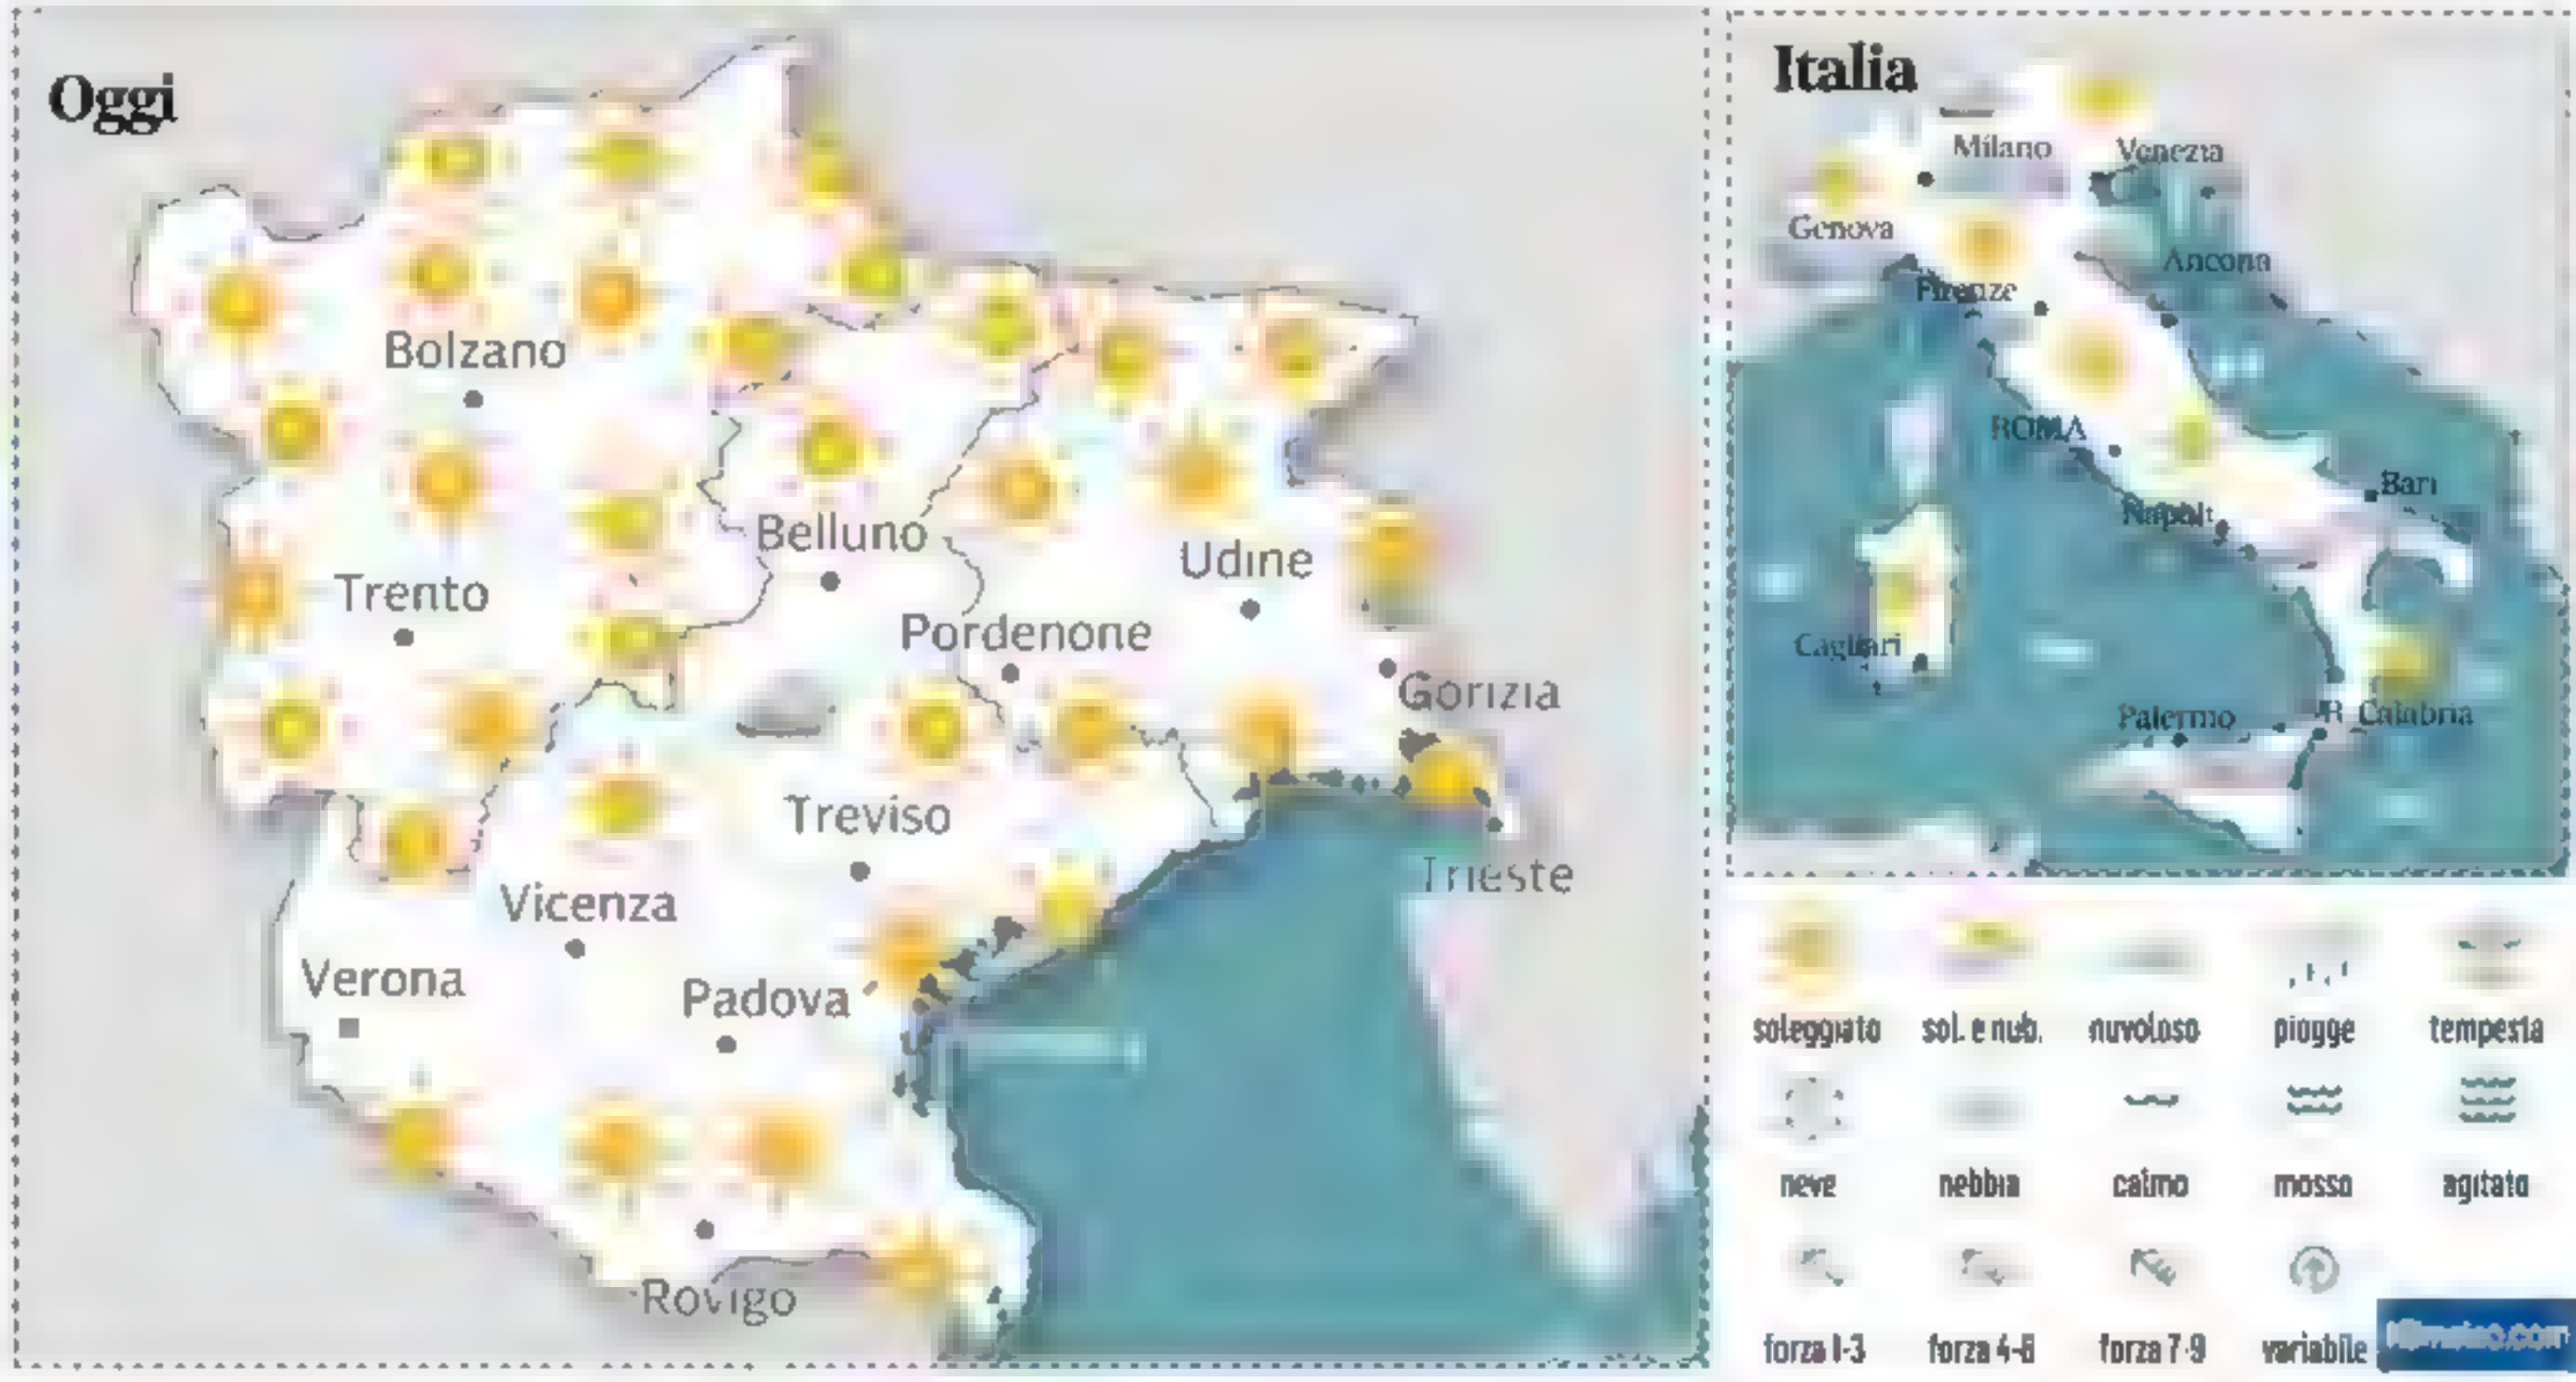 Oggi
Bolzano
Belluno
Trento
Udine
Pordenone
Gorizia
Treviso
Trieste
Vicenza
Verona
Padova
Rovigo
Italia
Milano
Venezia
Genova
Ancona
Firenze
ROMA
Bari
Napoli
Cagliari
Palermo
R. Calabria
soleggiato sol. e nub. nuvoloso piogge tempesta
neve nebbia calmo mosso agitato
forza 1-3 forza 4-6 forza 7-9 variabile